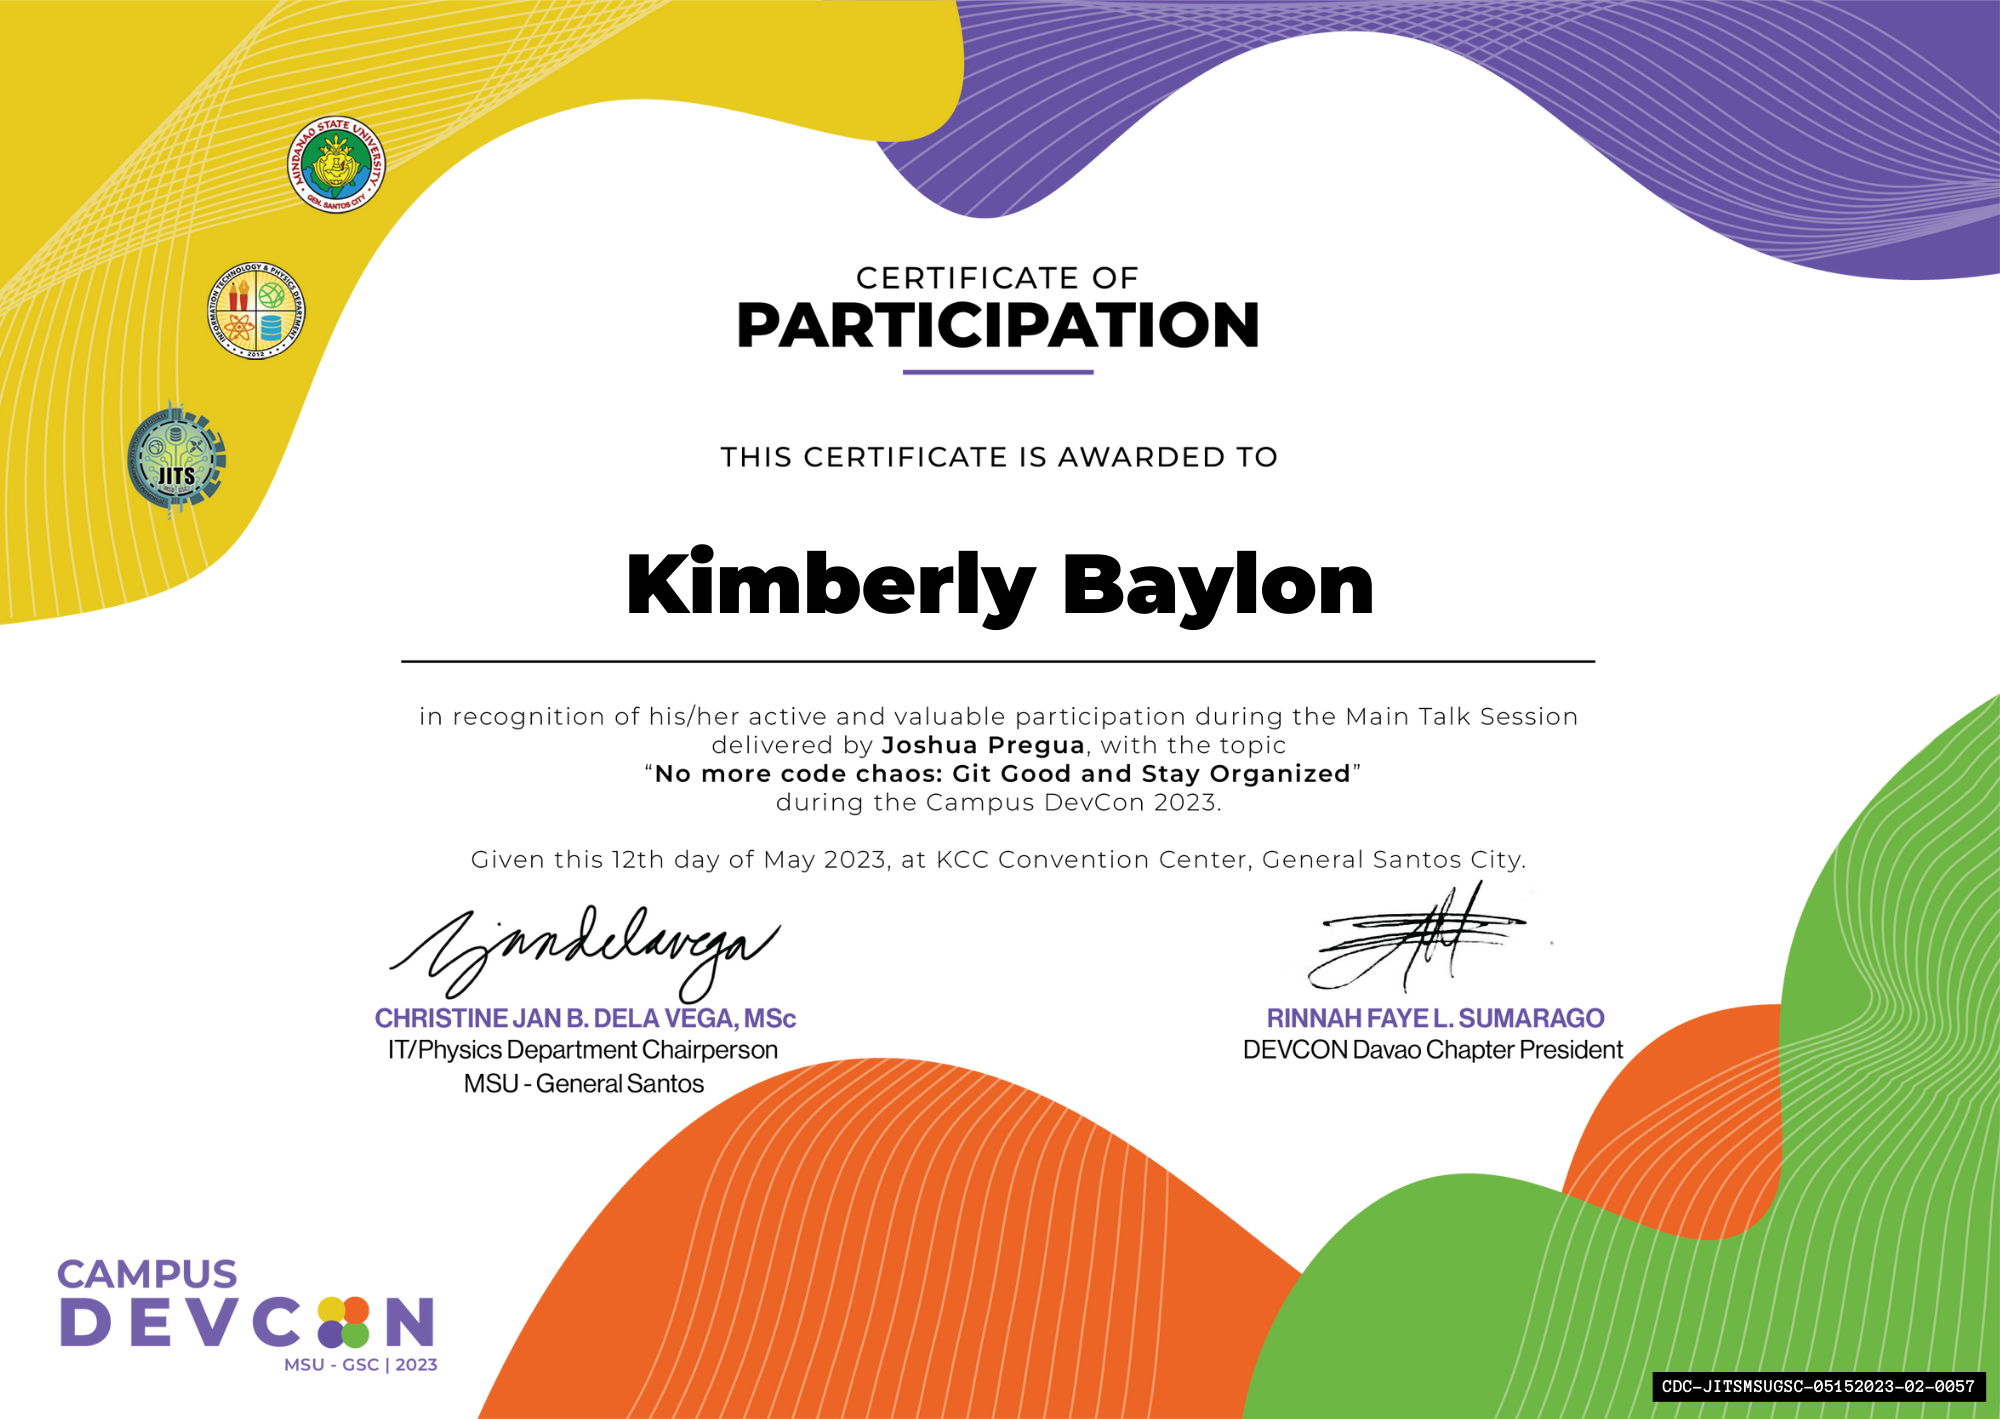 MINDANAO STATE UNIVERSITY
GEN. SANTOS CITY
INFORMATION TECHNOLOGY & PHYSICS DEPARTMENT
2012
JITS
CERTIFICATE OF
PARTICIPATION
THIS CERTIFICATE IS AWARDED TO
Kimberly Baylon
in recognition of his/her active and valuable participation during the Main Talk Session
delivered by Joshua Pregua, with the topic
“No more code chaos: Git Good and Stay Organized”
during the Campus DevCon 2023.
Given this 12th day of May 2023, at KCC Convention Center, General Santos City.
CHRISTINE JAN B. DELA VEGA, MSc
IT/Physics Department Chairperson
MSU - General Santos
RINNAH FAYE L. SUMARAGO
DEVCON Davao Chapter President
CAMPUS
DEVCON
MSU - GSC | 2023
CDC-JITSMSUGSC-05152023-02-0057